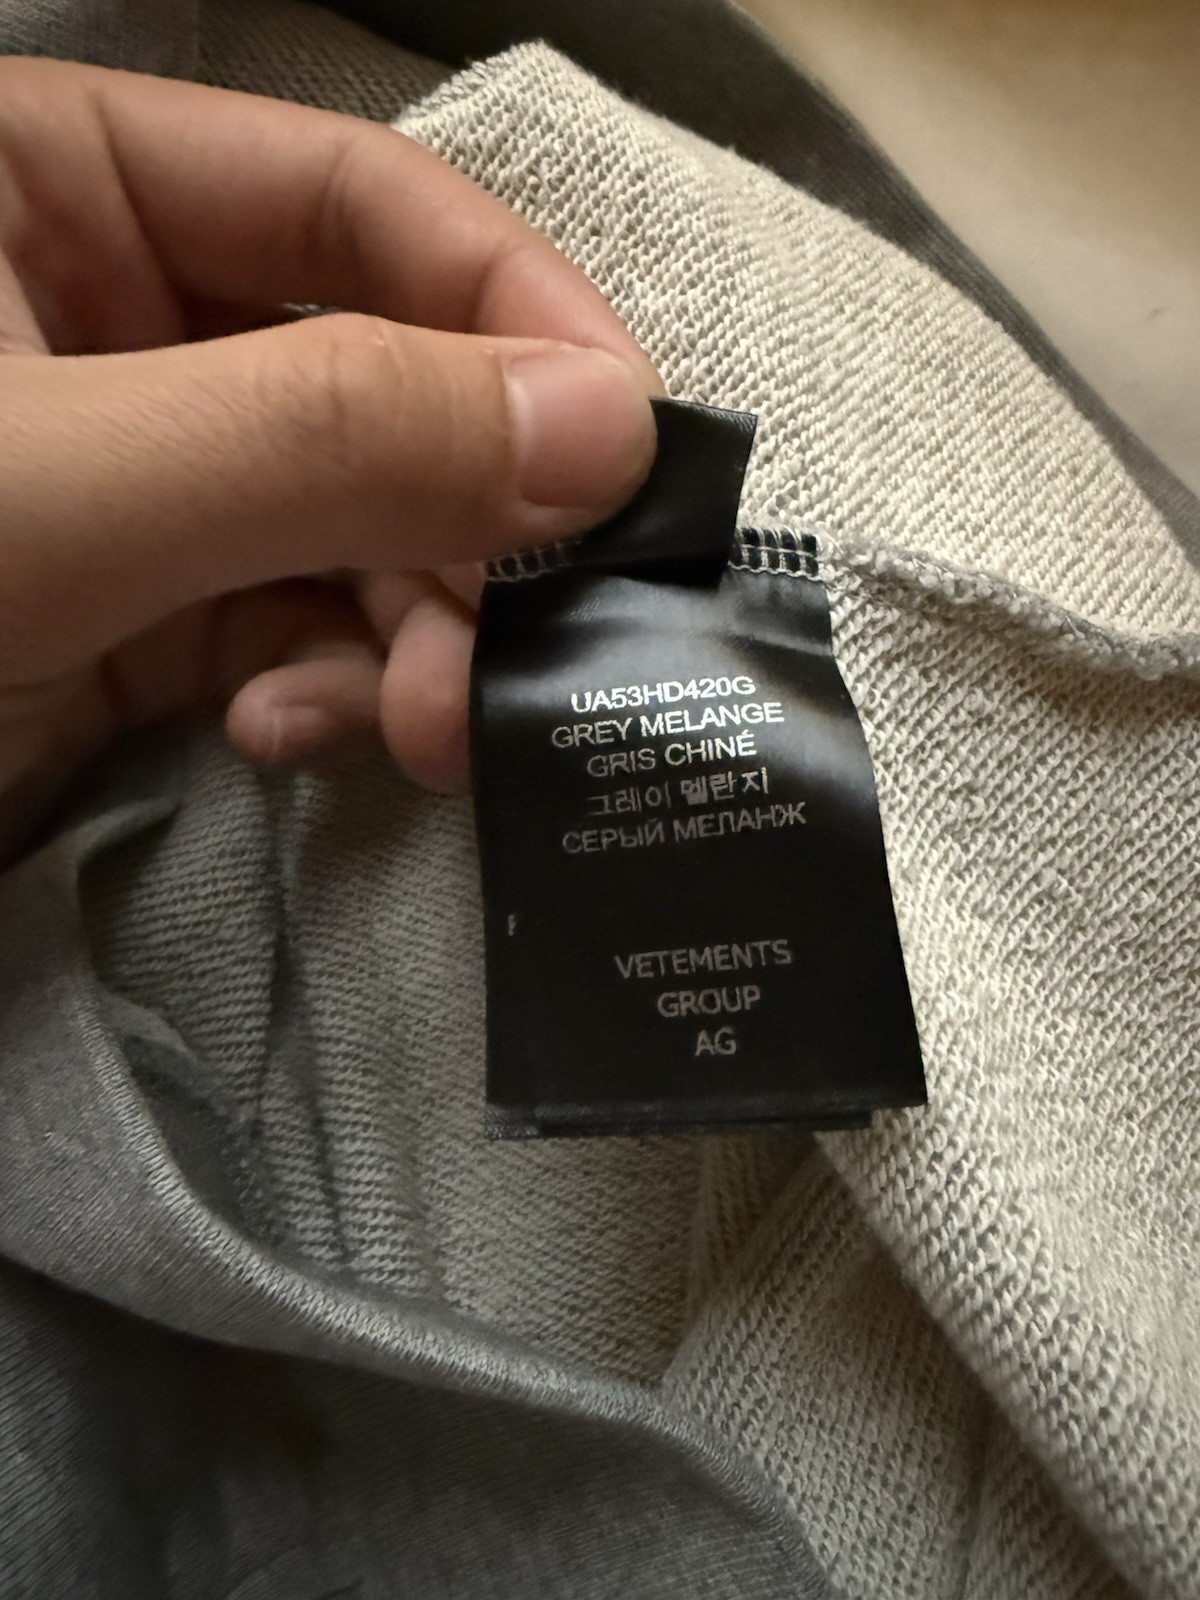 UA53HD420G
GREY MELANGE
GRIS CHINÉ
그레이 멜란지
СЕРЫЙ МЕЛАНЖ
F
VETEMENTS
GROUP
AG